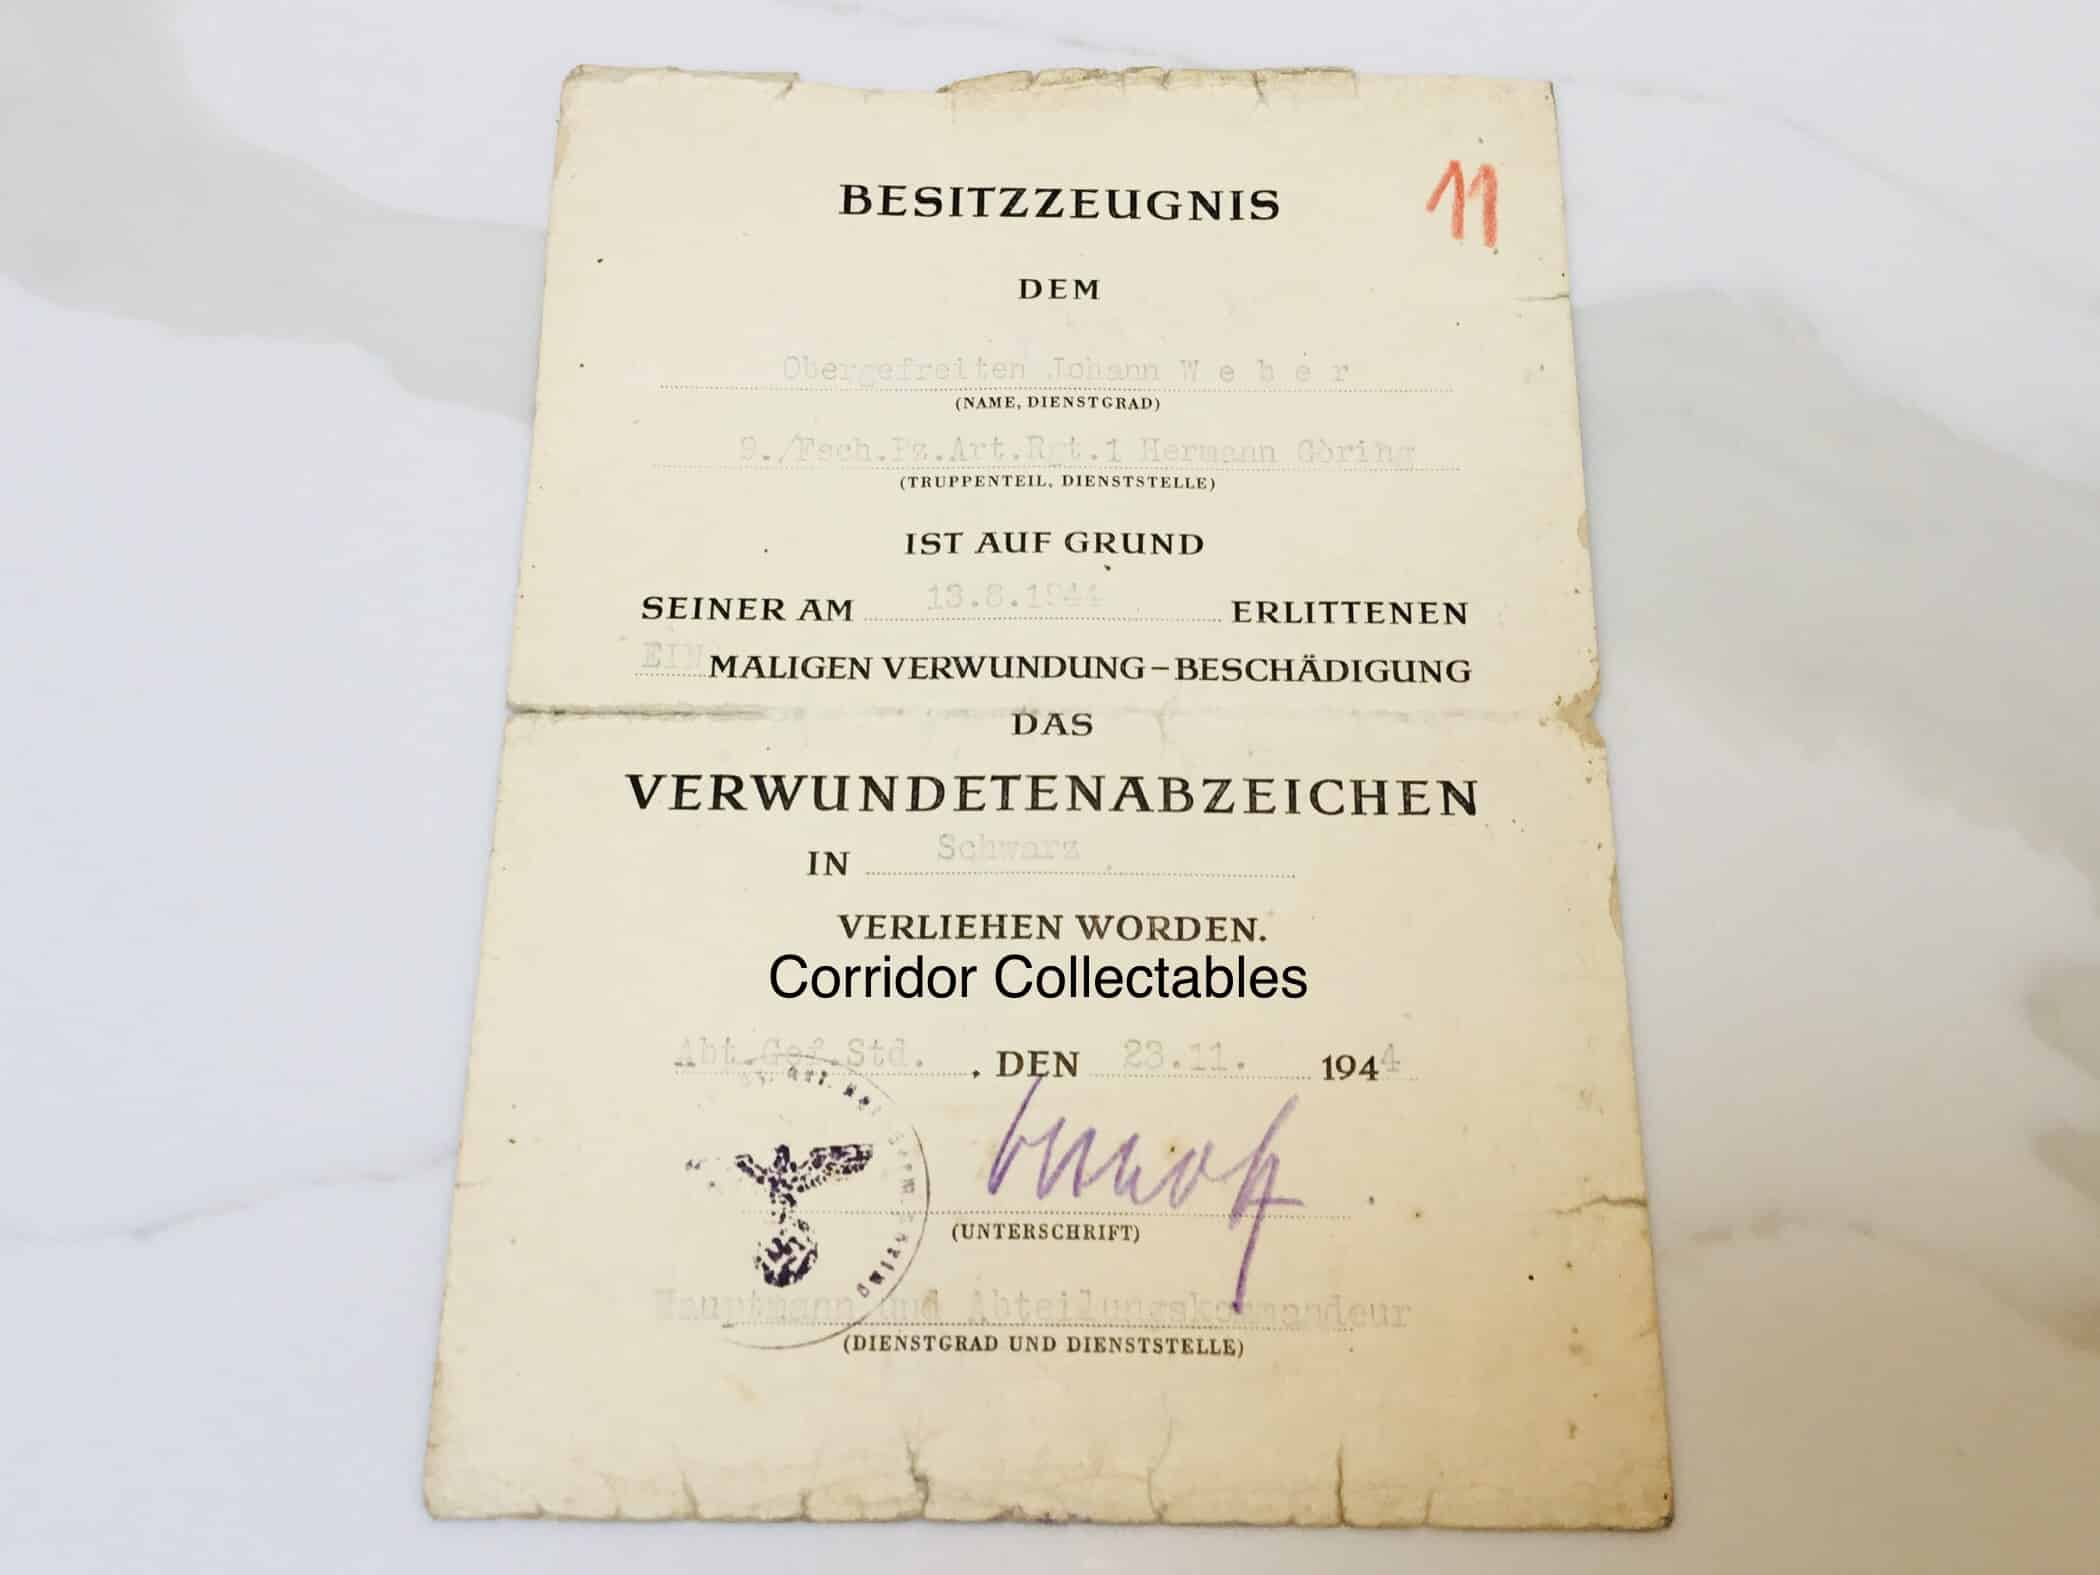 BESITZZEUGNIS
11
DEM
Obergefreiten Johann W e b e r
(NAME, DIENSTGRAD)
9./Fsch.Pz.Art.Rgt.1 Hermann Göring
(TRUPPENTEIL, DIENSTSTELLE)
IST AUF GRUND
SEINER AM 13.8.1944 ERLITTENEN
EIN MALIGEN VERWUNDUNG–BESCHÄDIGUNG
DAS
VERWUNDETENABZEICHEN
IN Schwarz
VERLIEHEN WORDEN.
Corridor Collectables
Abt.Gef.Std. , DEN 23.11. 1944
(UNTERSCHRIFT)
Hauptmann und Abteilungskommandeur
(DIENSTGRAD UND DIENSTSTELLE)